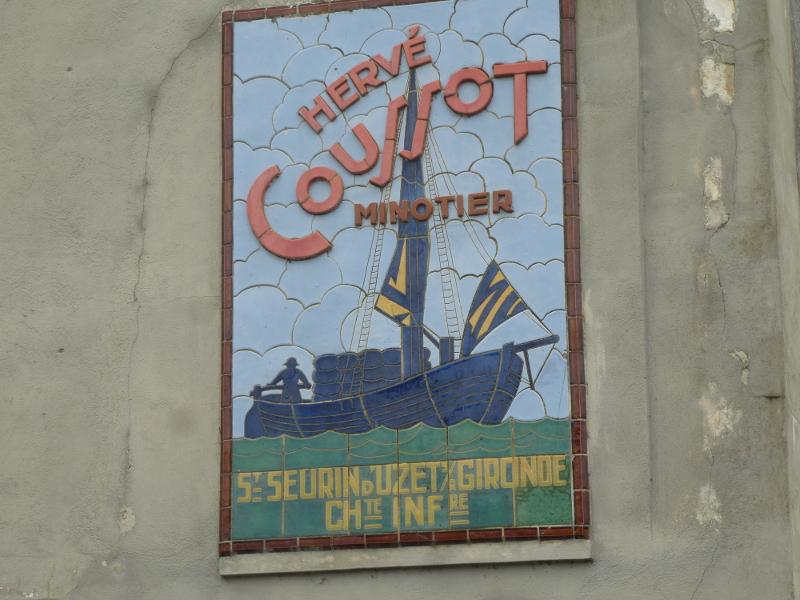 HERVÉ
COUSSOT
MINOTIER
ST SEURIN D'UZET S/ GIRONDE
CHTE INFRE